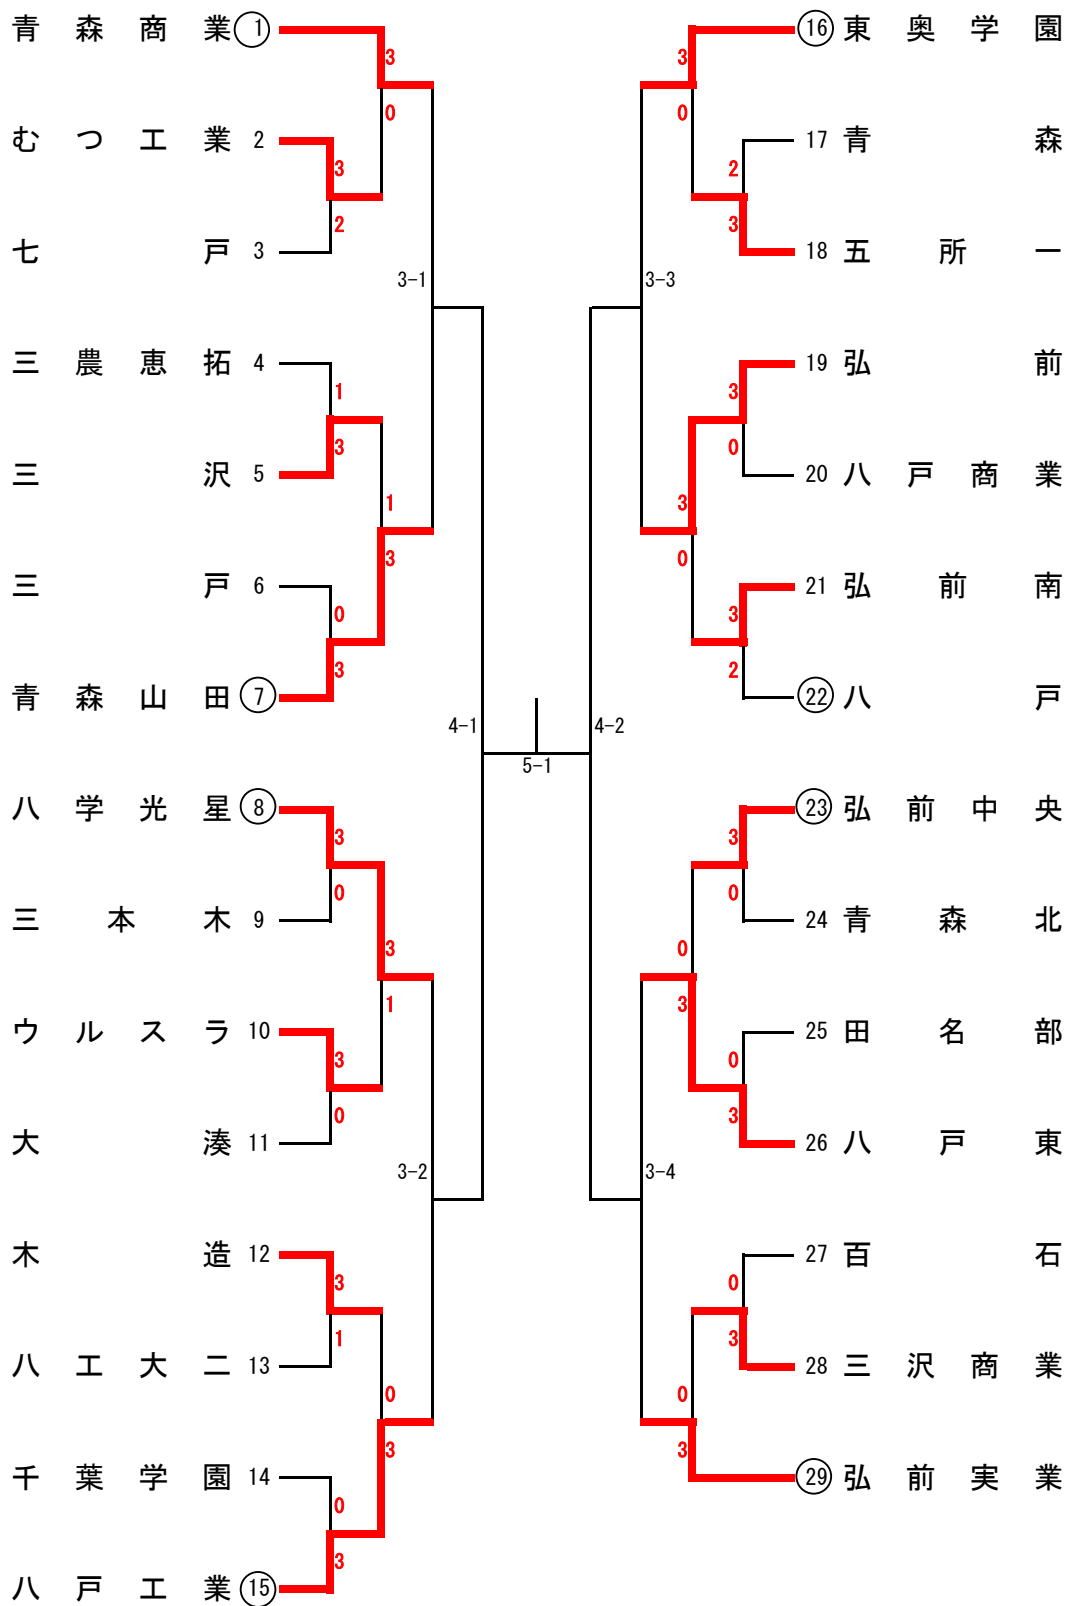 青森商業 1
3
0
むつ工業 2
3
2
七戸 3
3-1
三農恵拓 4
1
3
三沢 5
1
3
三戸 6
0
3
青森山田 7
4-1
八学光星 8
3
0
三本木 9
3
1
ウルスラ 10
3
0
大湊 11
3-2
木造 12
3
1
八工大二 13
0
3
千葉学園 14
0
3
八戸工業 15
5-1
16 東奥学園
3
0
17 青森
2
3
18 五所一
3-3
19 弘前
3
0
20 八戸商業
3
0
21 弘前南
3
2
22 八戸
4-2
23 弘前中央
3
0
24 青森北
0
3
25 田名部
0
3
26 八戸東
3-4
27 百石
0
3
28 三沢商業
0
3
29 弘前実業